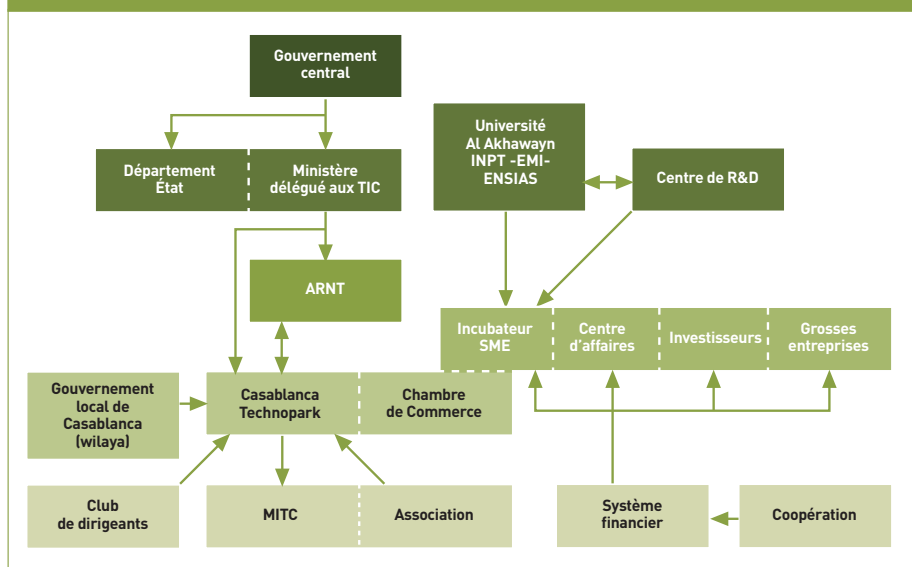 Gouvernement
central
Département
État
Ministère
délégué aux TIC
Université
Al Akhawayn
INPT -EMI-
ENSIAS
Centre de R&D
ARNT
Incubateur
SME
Centre
d'affaires
Investisseurs
Grosses
entreprises
Gouvernement
local de
Casablanca
(wilaya)
Casablanca
Technopark
Chambre
de Commerce
Club
de dirigeants
MITC
Association
Système
financier
Coopération